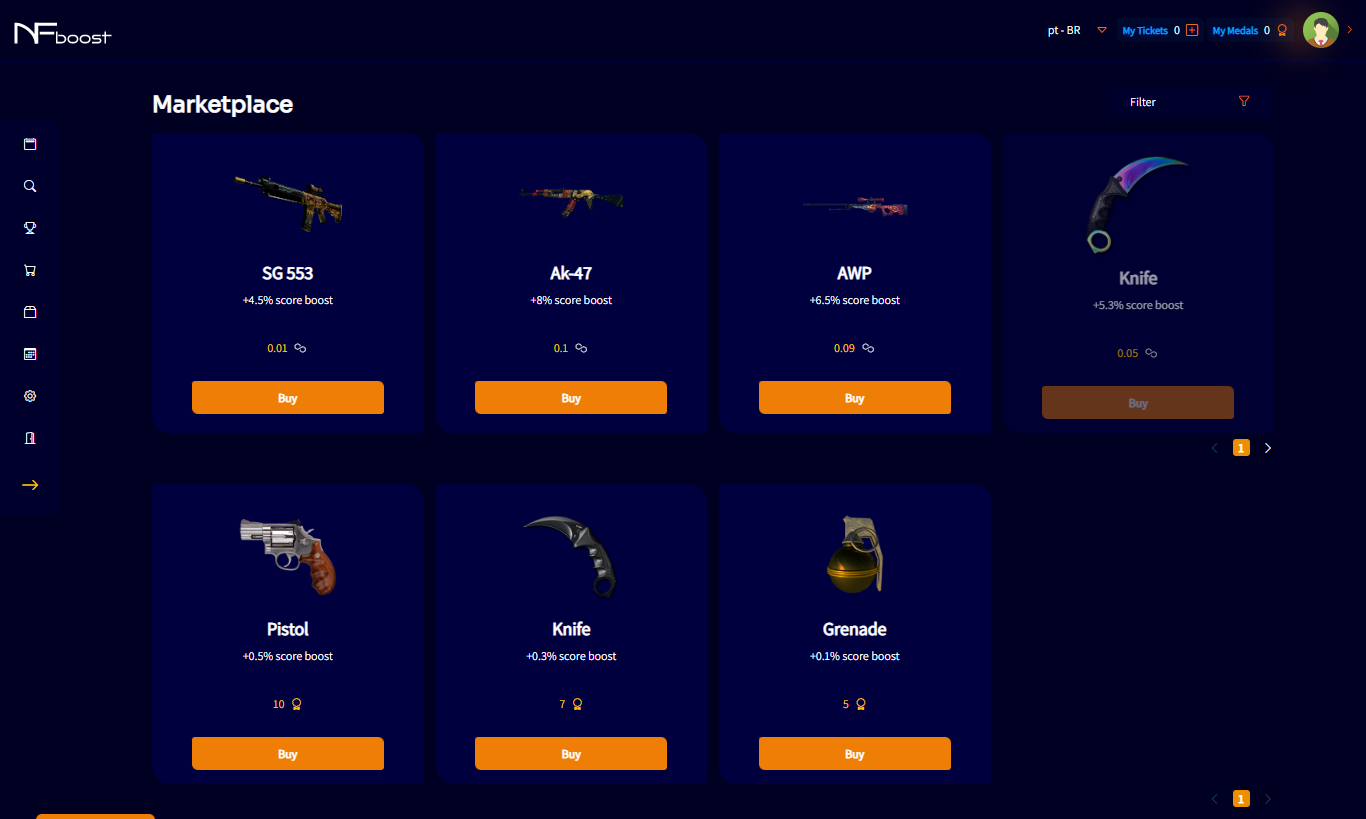 NFboost
pt - BR
My Tickets 0
My Medals 0
Marketplace
Filter
SG 553
+4.5% score boost
0.01
Buy
Ak-47
+8% score boost
0.1
Buy
AWP
+6.5% score boost
0.09
Buy
Knife
+5.3% score boost
0.05
Buy
1
Pistol
+0.5% score boost
10
Buy
Knife
+0.3% score boost
7
Buy
Grenade
+0.1% score boost
5
Buy
1